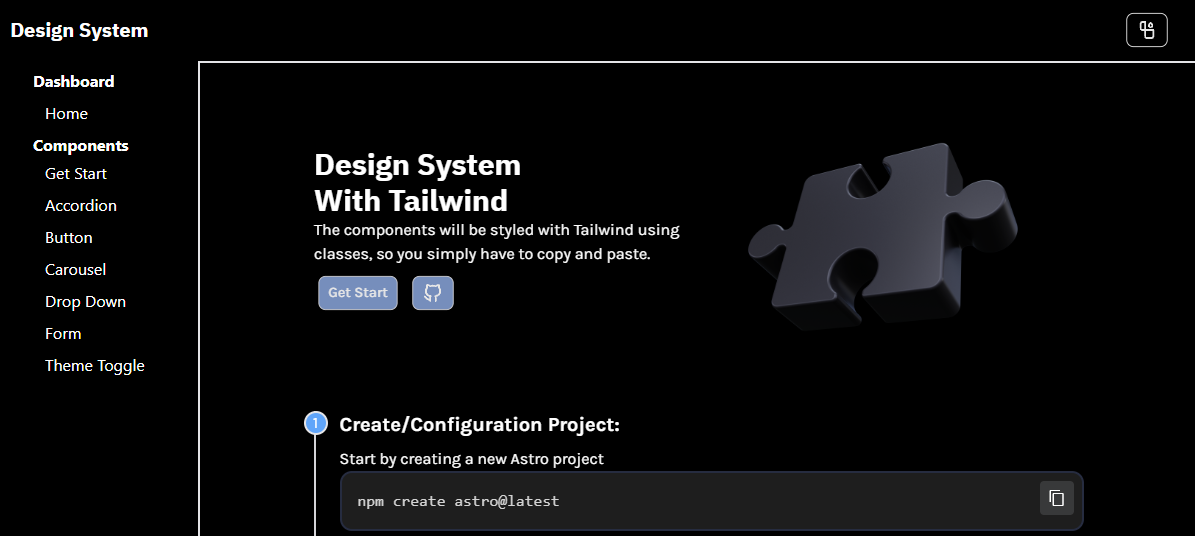 Design System
Dashboard
Home
Components
Get Start
Accordion
Button
Carousel
Drop Down
Form
Theme Toggle
Design System
With Tailwind
The components will be styled with Tailwind using
classes, so you simply have to copy and paste.
Get Start
1
Create/Configuration Project:
Start by creating a new Astro project
npm create astro@latest